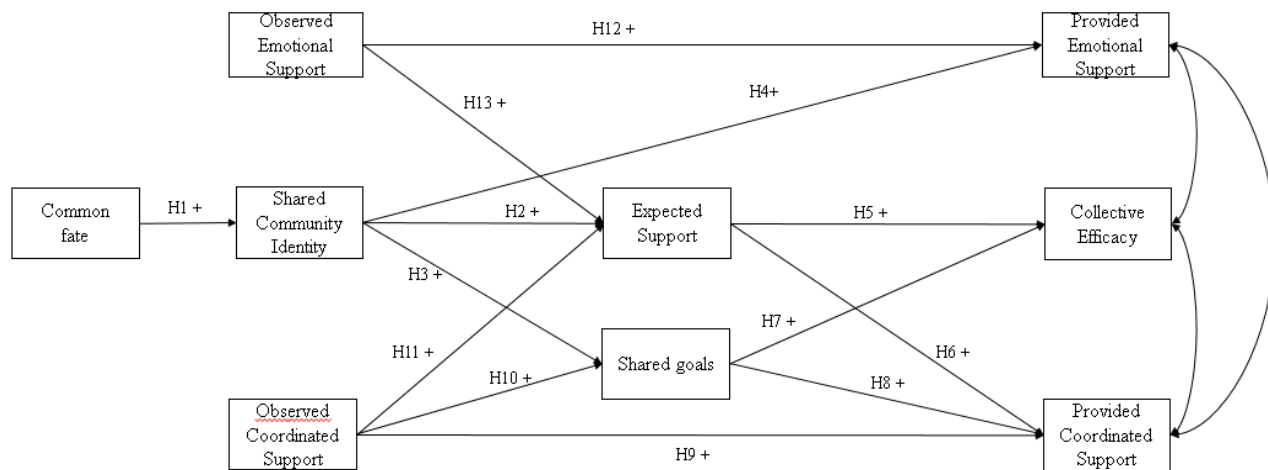 Observed
Emotional
Support
H12 +
Provided
Emotional
Support
H4+
H13 +
Common
fate
H1 +
Shared
Community
Identity
H2 +
Expected
Support
H5 +
Collective
Efficacy
H3 +
H7 +
H11 +
H6 +
Shared goals
H10 +
H8 +
Observed
Coordinated
Support
H9 +
Provided
Coordinated
Support